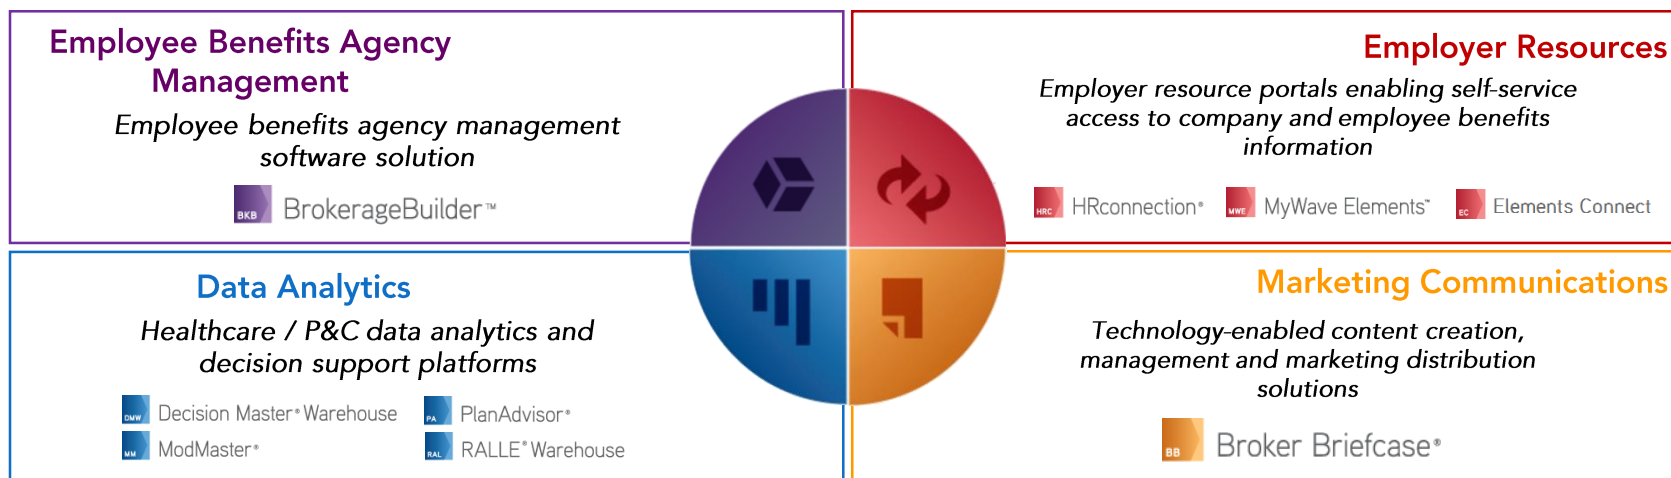 Employee Benefits Agency
Management
Employee benefits agency management
software solution
BKB BrokerageBuilder™
Employer Resources
Employer resource portals enabling self-service
access to company and employee benefits
information
HRC HRconnection® MWE MyWave Elements™ EC Elements Connect
Data Analytics
Healthcare / P&C data analytics and
decision support platforms
DMW Decision Master® Warehouse PA PlanAdvisor®
MM ModMaster® RAL RALLE® Warehouse
Marketing Communications
Technology-enabled content creation,
management and marketing distribution
solutions
BB Broker Briefcase®